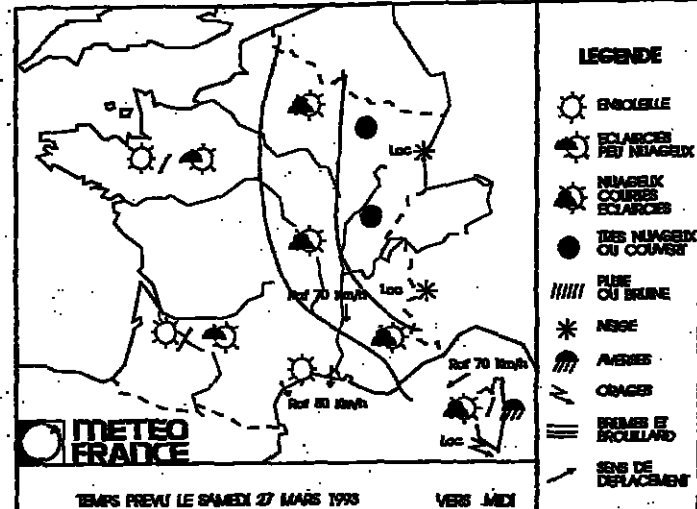 Loc
Loc
Raf 70 Km/h
Raf 80 Km/h
Raf 70 Km/h
Loc
METEO
FRANCE
TEMPS PREVU LE SAMEDI 27 MARS 1993 VERS MIDI
LEGENDE
ENSOLEILLE
ECLAIRCIES
PEU NUAGEUX
NUAGEUX
COURTES
ECLAIRCIES
TRES NUAGEUX
OU COUVERT
PLUIE
OU BRUINE
NEIGE
AVERSES
ORAGES
BRUMES ET
BROUILLARD
SENS DE
DEPLACEMENT